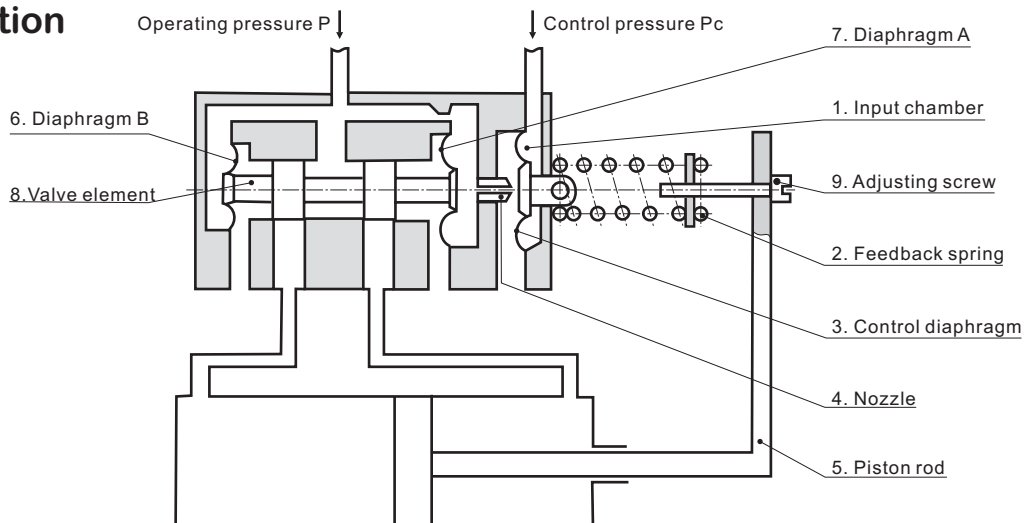 tion
Operating pressure P
Control pressure Pc
7. Diaphragm A
1. Input chamber
6. Diaphragm B
8.Valve element
9. Adjusting screw
2. Feedback spring
3. Control diaphragm
4. Nozzle
5. Piston rod